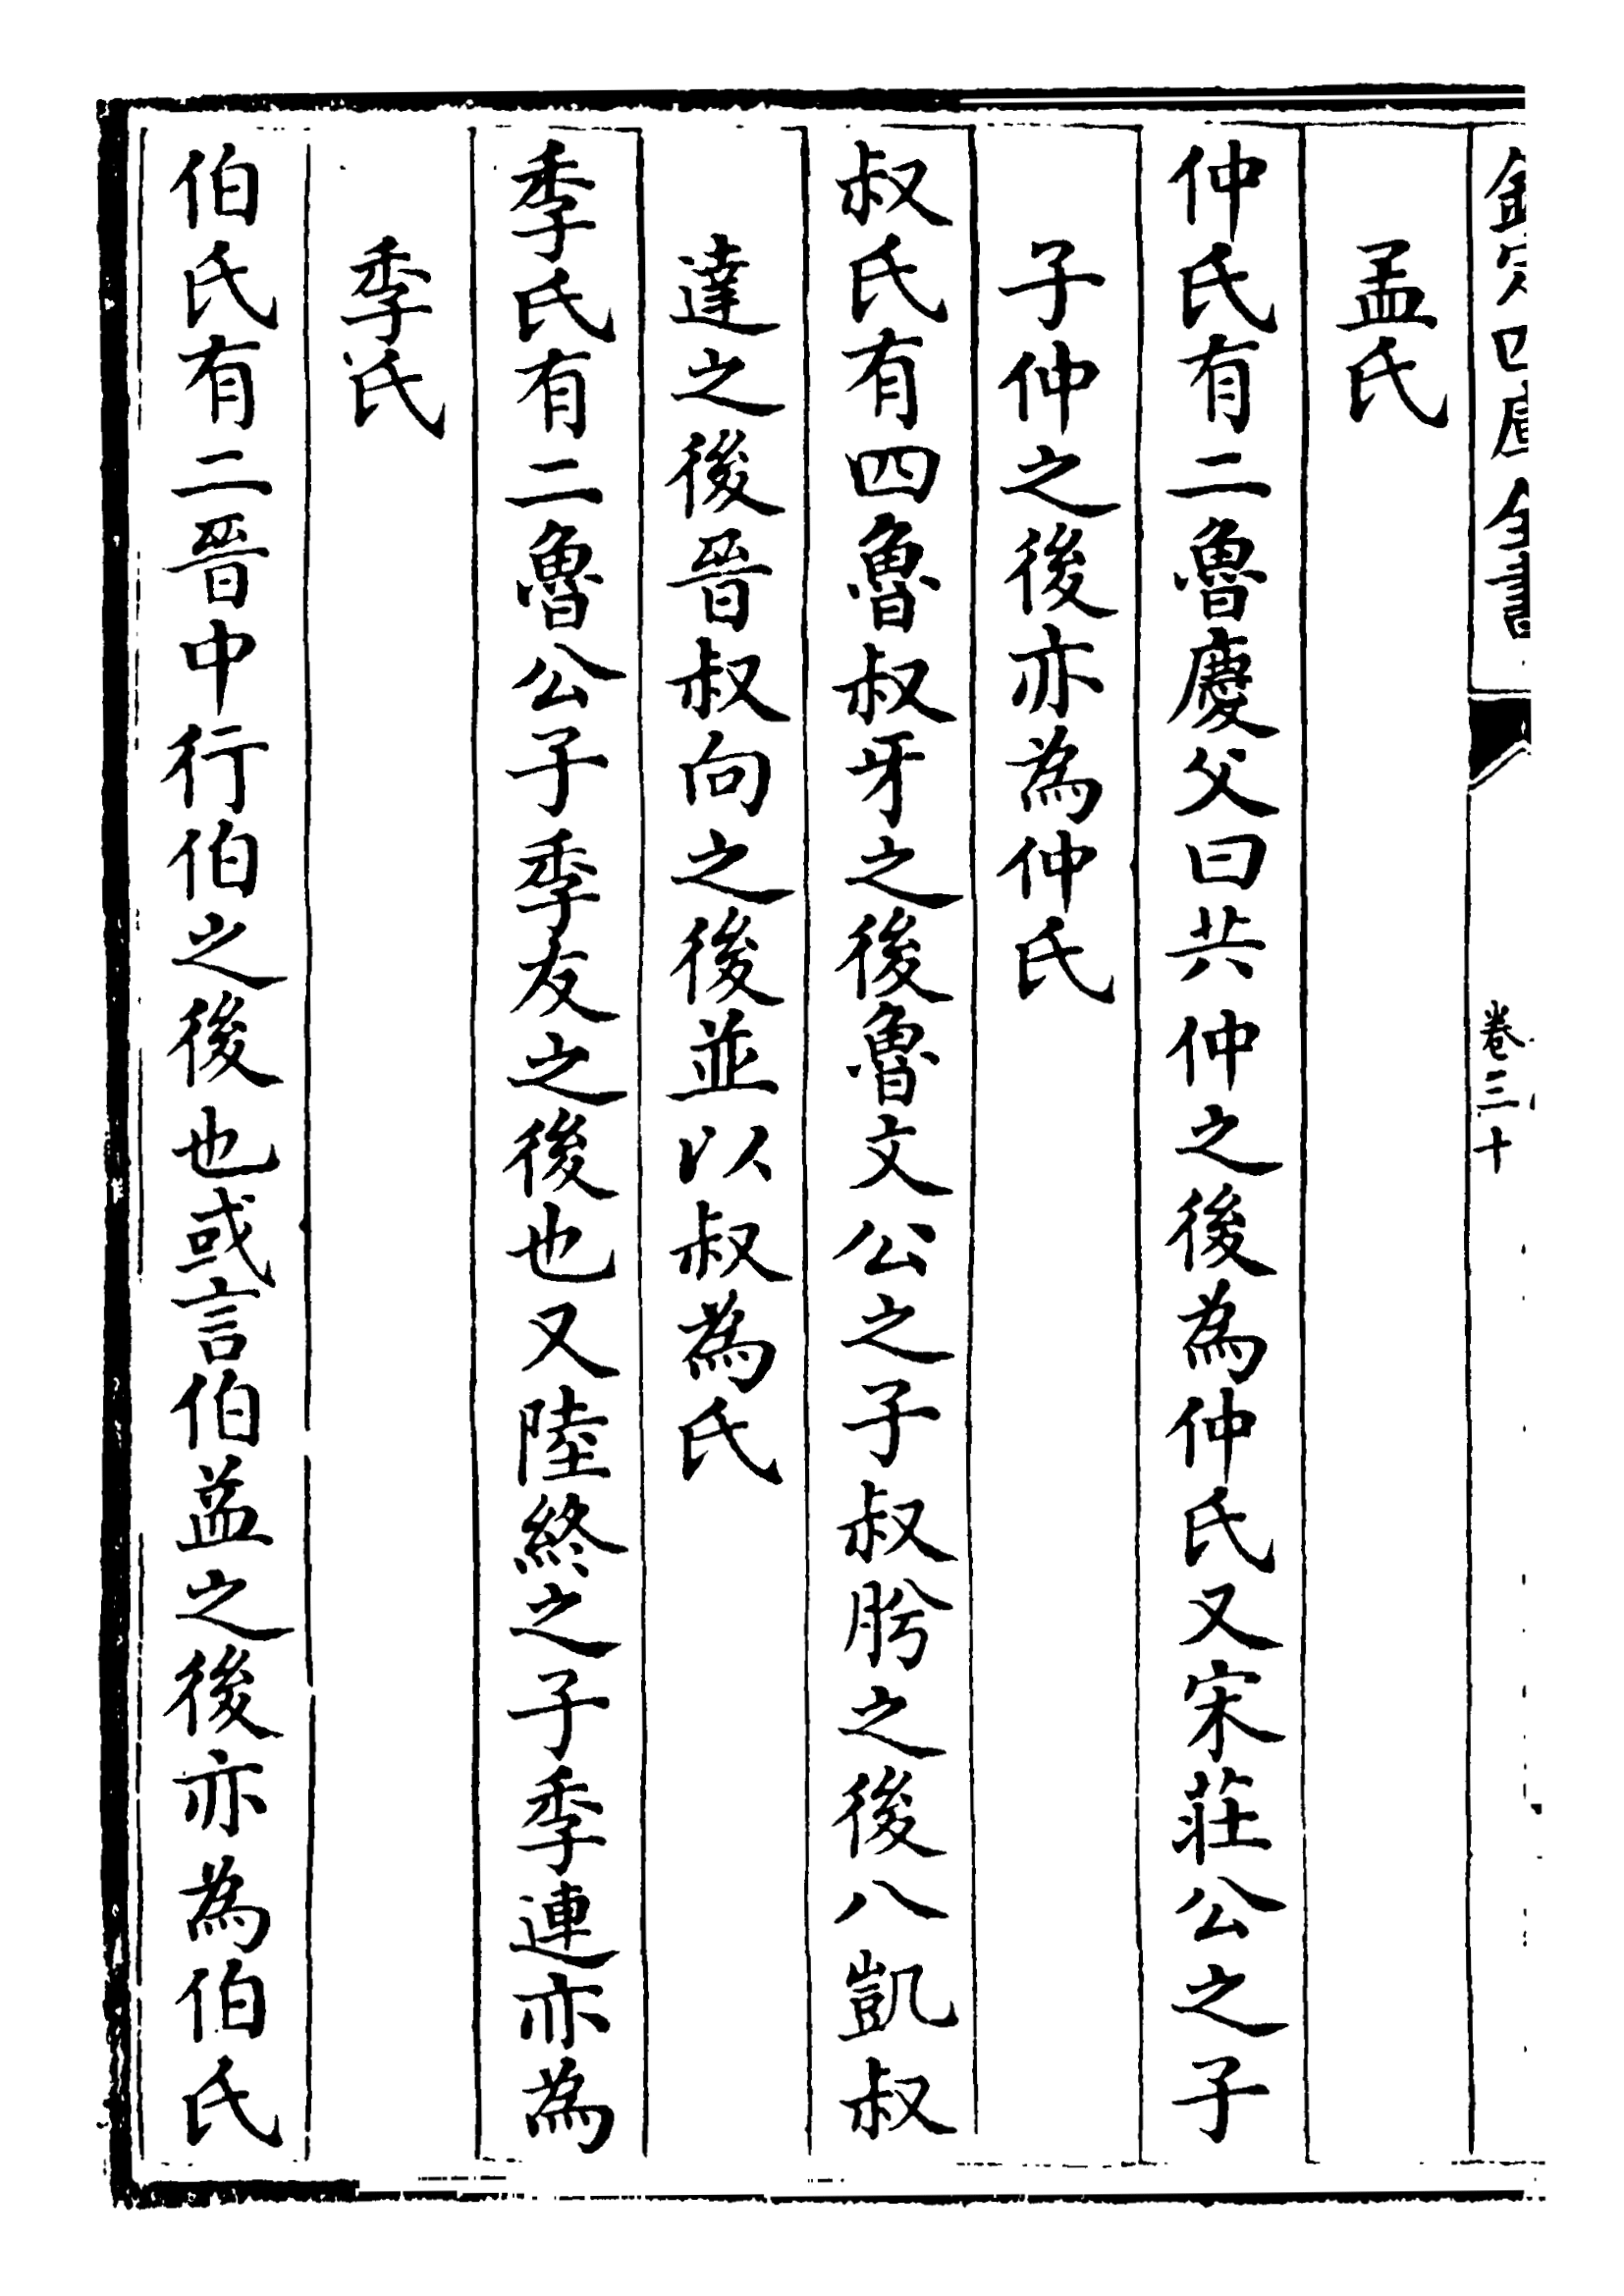 欽定四庫全書
卷三十
孟氏
仲氏有二魯慶父曰共仲之後為仲氏又宋莊公之子
子仲之後亦為仲氏
叔氏有四魯叔牙之後魯文公之子叔肹之後八凱叔
達之後晉叔向之後並以叔為氏
季氏有二魯公子季友之後也又陸終之子季連亦為
季氏
伯氏有二晉中行伯之後也或言伯益之後亦為伯氏